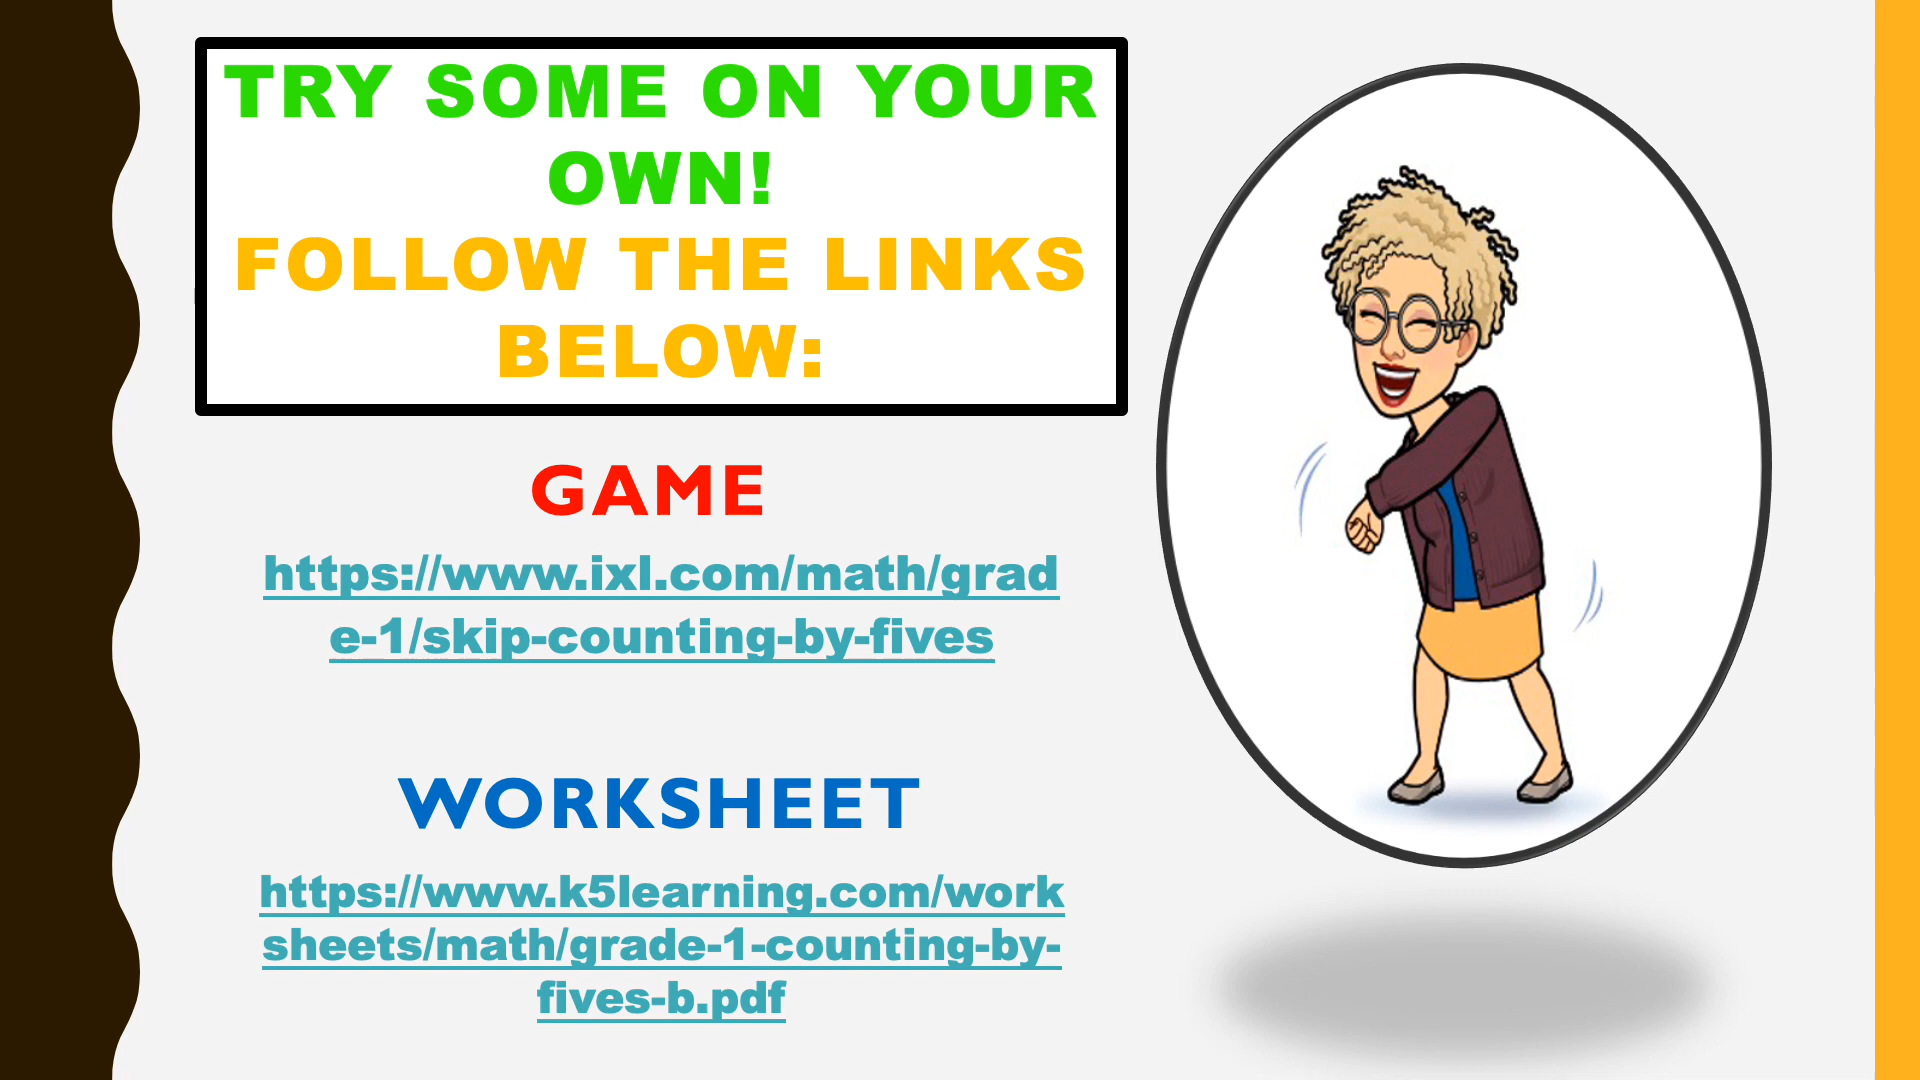 TRY SOME ON YOUR
OWN!
FOLLOW THE LINKS
BELOW:
GAME
https://www.ixl.com/math/grad
e-1/skip-counting-by-fives
WORKSHEET
https://www.k5learning.com/work
sheets/math/grade-1-counting-by-
fives-b.pdf